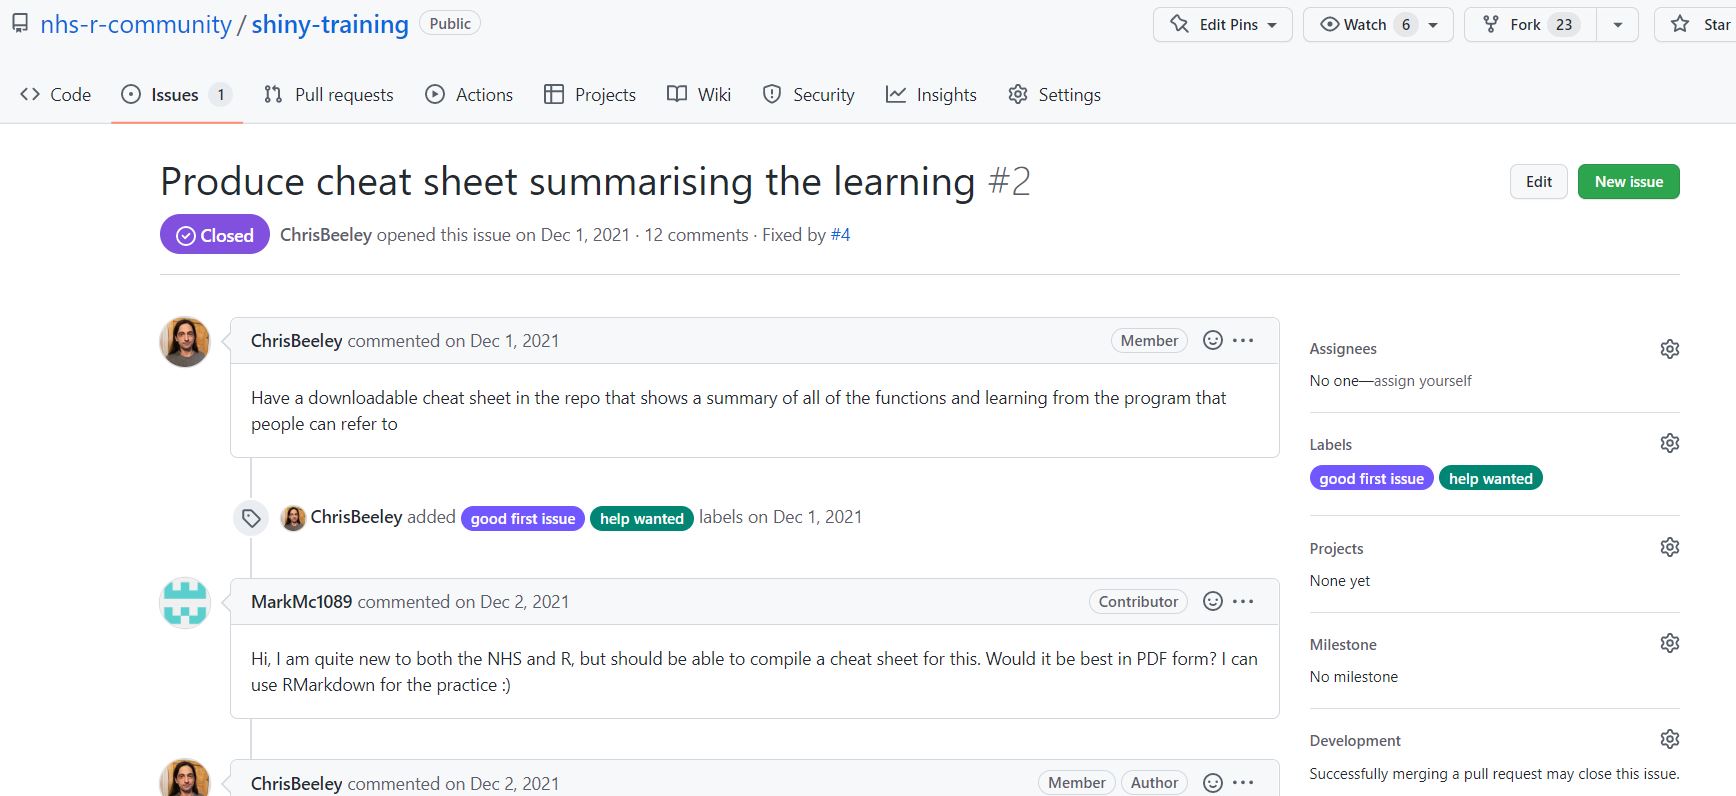 nhs-r-community / shiny-training Public Edit Pins Watch 6 Fork 23 Star
Code Issues 1 Pull requests Actions Projects Wiki Security Insights Settings
Produce cheat sheet summarising the learning #2
Edit New issue
Closed ChrisBeeley opened this issue on Dec 1, 2021 · 12 comments · Fixed by #4
ChrisBeeley commented on Dec 1, 2021 Member
Have a downloadable cheat sheet in the repo that shows a summary of all of the functions and learning from the program that
people can refer to
ChrisBeeley added good first issue help wanted labels on Dec 1, 2021
MarkMc1089 commented on Dec 2, 2021 Contributor
Hi, I am quite new to both the NHS and R, but should be able to compile a cheat sheet for this. Would it be best in PDF form? I can
use RMarkdown for the practice :)
ChrisBeeley commented on Dec 2, 2021 Member Author
Assignees
No one—assign yourself
Labels
good first issue help wanted
Projects
None yet
Milestone
No milestone
Development
Successfully merging a pull request may close this issue.